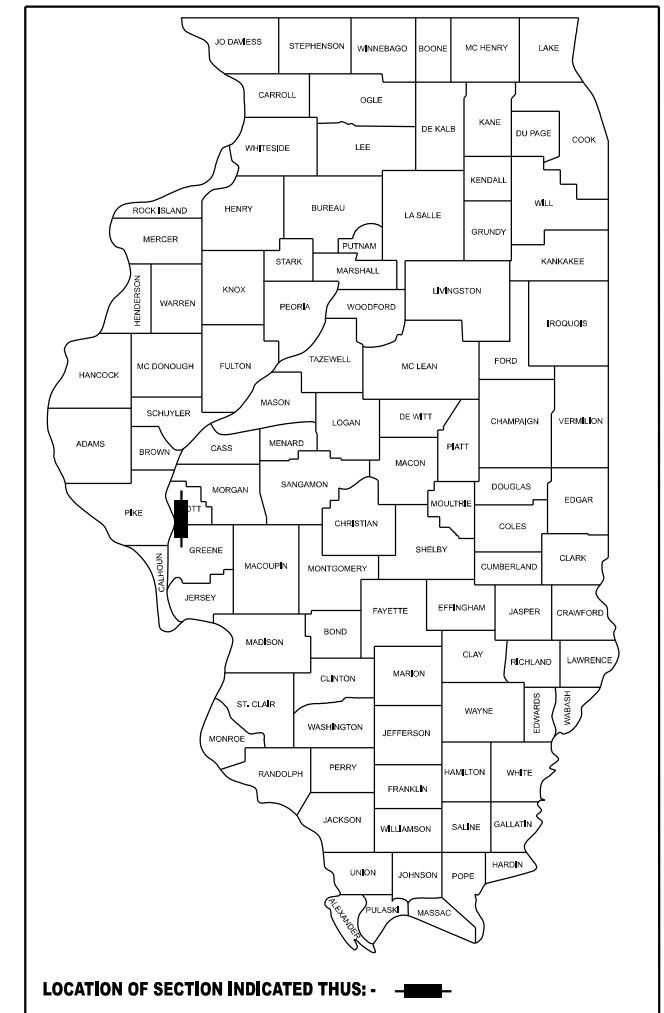 JO DAVIESS
STEPHENSON
WINNEBAGO
BOONE
MC HENRY
LAKE
CARROLL
OGLE
DE KALB
KANE
DU PAGE
COOK
WHITESIDE
LEE
KENDALL
WILL
ROCK ISLAND
HENRY
BUREAU
LA SALLE
GRUNDY
MERCER
PUTNAM
KANKAKEE
STARK
MARSHALL
HENDERSON
WARREN
KNOX
PEORIA
WOODFORD
LIVINGSTON
IROQUOIS
HANCOCK
MC DONOUGH
FULTON
TAZEWELL
MC LEAN
FORD
MASON
SCHUYLER
LOGAN
DE WITT
CHAMPAIGN
VERMILION
ADAMS
BROWN
CASS
MENARD
PIATT
MACON
MORGAN
SANGAMON
DOUGLAS
EDGAR
PIKE
OTT
CHRISTIAN
MOULTRIE
COLES
GREENE
MACOUPIN
MONTGOMERY
SHELBY
CUMBERLAND
CLARK
CALHOUN
JERSEY
FAYETTE
EFFINGHAM
JASPER
CRAWFORD
MADISON
BOND
CLAY
RICHLAND
LAWRENCE
CLINTON
MARION
ST. CLAIR
WAYNE
EDWARDS
WABASH
MONROE
WASHINGTON
JEFFERSON
RANDOLPH
PERRY
HAMILTON
WHITE
FRANKLIN
JACKSON
WILLIAMSON
SALINE
GALLATIN
UNION
JOHNSON
POPE
HARDIN
ALEXANDER
PULASKI
MASSAC
LOCATION OF SECTION INDICATED THUS: -